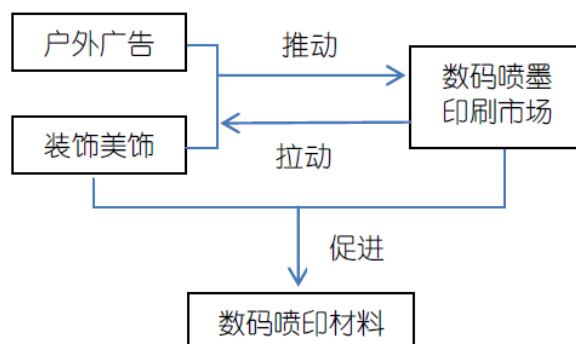 户外广告
推动
数码喷墨
印刷市场
装饰美饰
拉动
促进
数码喷印材料